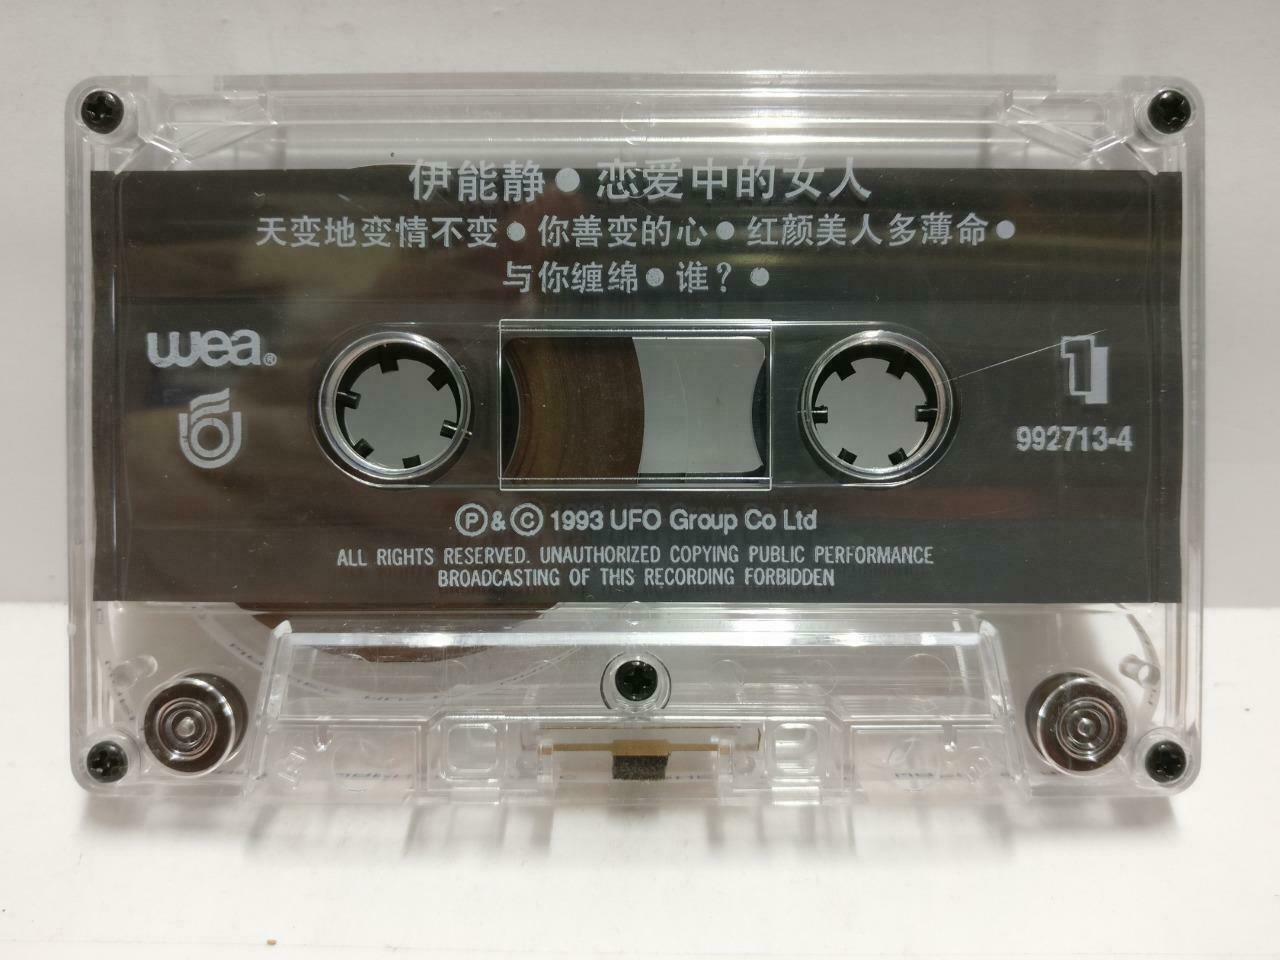 伊能静●恋爱中的女人
天变地变情不变●你善变的心●红颜美人多薄命●
与你缠绵●谁？●
wea®
1
992713-4
Ⓟ&Ⓒ 1993 UFO Group Co Ltd
ALL RIGHTS RESERVED. UNAUTHORIZED COPYING PUBLIC PERFORMANCE
BROADCASTING OF THIS RECORDING FORBIDDEN